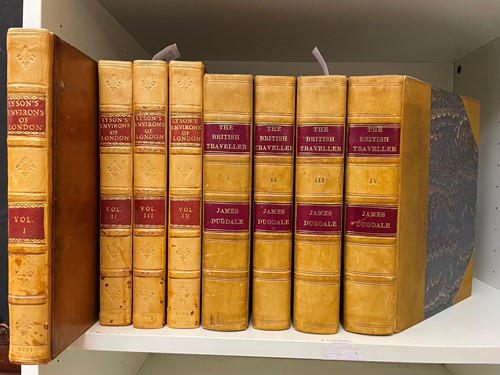 LYSON'S
ENVIRONS
OF
LONDON
VOL.
I
LYSON'S
ENVIRONS
OF
LONDON
VOL.
II
LYSON'S
ENVIRONS
OF
LONDON
VOL.
III
LYSON'S
ENVIRONS
OF
LONDON
VOL.
IV
THE
BRITISH
TRAVELLER
I
JAMES
DUGDALE
THE
BRITISH
TRAVELLER
II
JAMES
DUGDALE
THE
BRITISH
TRAVELLER
III
JAMES
DUGDALE
THE
BRITISH
TRAVELLER
IV
JAMES
DUGDALE